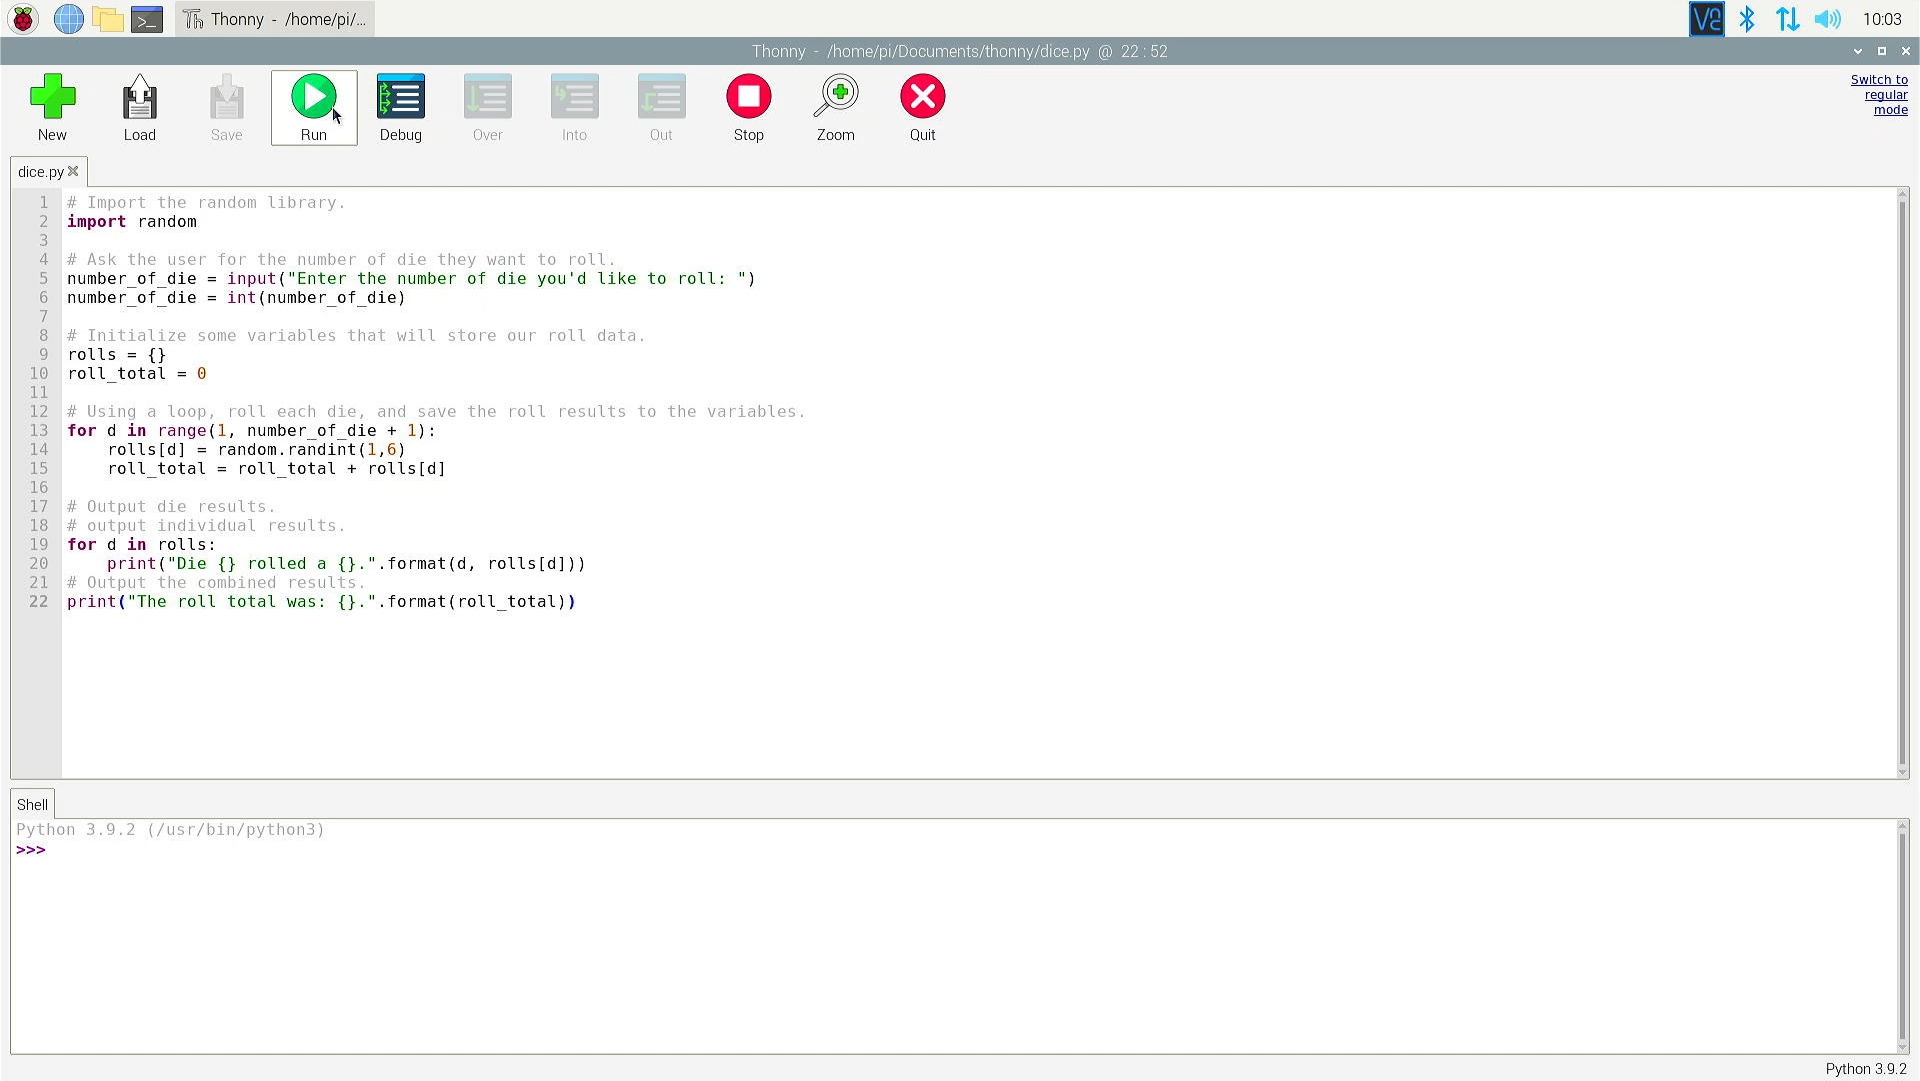 Thonny - /home/pi/...
10:03
Thonny - /home/pi/Documents/thonny/dice.py @ 22 : 52
New
Load
Save
Run
Debug
Over
Into
Out
Stop
Zoom
Quit
Switch to
regular
mode
dice.py
1 # Import the random library.
2 import random
3
4 # Ask the user for the number of die they want to roll.
5 number_of_die = input("Enter the number of die you'd like to roll: ")
6 number_of_die = int(number_of_die)
7
8 # Initialize some variables that will store our roll data.
9 rolls = {}
10 roll_total = 0
11
12 # Using a loop, roll each die, and save the roll results to the variables.
13 for d in range(1, number_of_die + 1):
14     rolls[d] = random.randint(1,6)
15     roll_total = roll_total + rolls[d]
16
17 # Output die results.
18 # output individual results.
19 for d in rolls:
20     print("Die {} rolled a {}.".format(d, rolls[d]))
21 # Output the combined results.
22 print("The roll total was: {}.".format(roll_total))
Shell
Python 3.9.2 (/usr/bin/python3)
>>>
Python 3.9.2